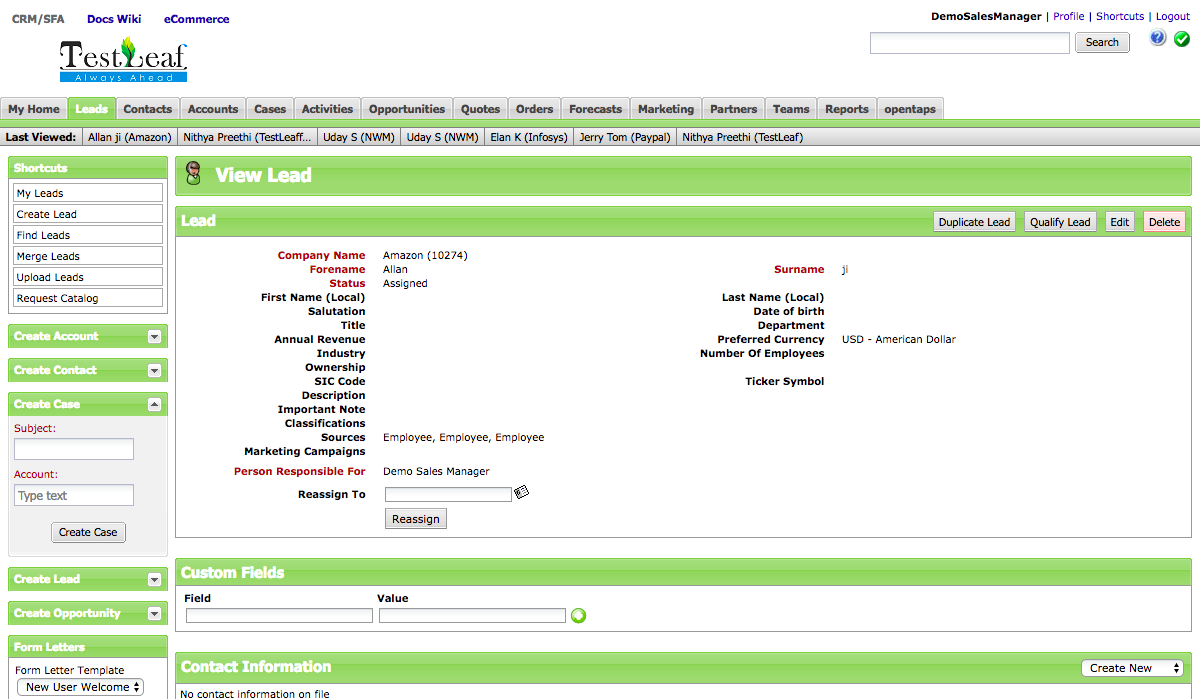 CRM/SFA Docs Wiki eCommerce
DemoSalesManager | Profile | Shortcuts | Logout
TestLeaf
Always Ahead
Search
My Home Leads Contacts Accounts Cases Activities Opportunities Quotes Orders Forecasts Marketing Partners Teams Reports opentaps
Last Viewed: Allan ji (Amazon) Nithya Preethi (TestLeaff... Uday S (NWM) Uday S (NWM) Elan K (Infosys) Jerry Tom (Paypal) Nithya Preethi (TestLeaf)
Shortcuts
My Leads
Create Lead
Find Leads
Merge Leads
Upload Leads
Request Catalog
Create Account
Create Contact
Create Case
Subject:
Account:
Type text
Create Case
Create Lead
Create Opportunity
Form Letters
Form Letter Template
New User Welcome
View Lead
Lead
Duplicate Lead Qualify Lead Edit Delete
Company Name Amazon (10274)
Forename Allan Surname ji
Status Assigned
First Name (Local) Last Name (Local)
Salutation Date of birth
Title Department
Annual Revenue Preferred Currency USD - American Dollar
Industry Number Of Employees
Ownership
SIC Code Ticker Symbol
Description
Important Note
Classifications
Sources Employee, Employee, Employee
Marketing Campaigns
Person Responsible For Demo Sales Manager
Reassign To
Reassign
Custom Fields
Field Value
Contact Information
Create New
No contact information on file